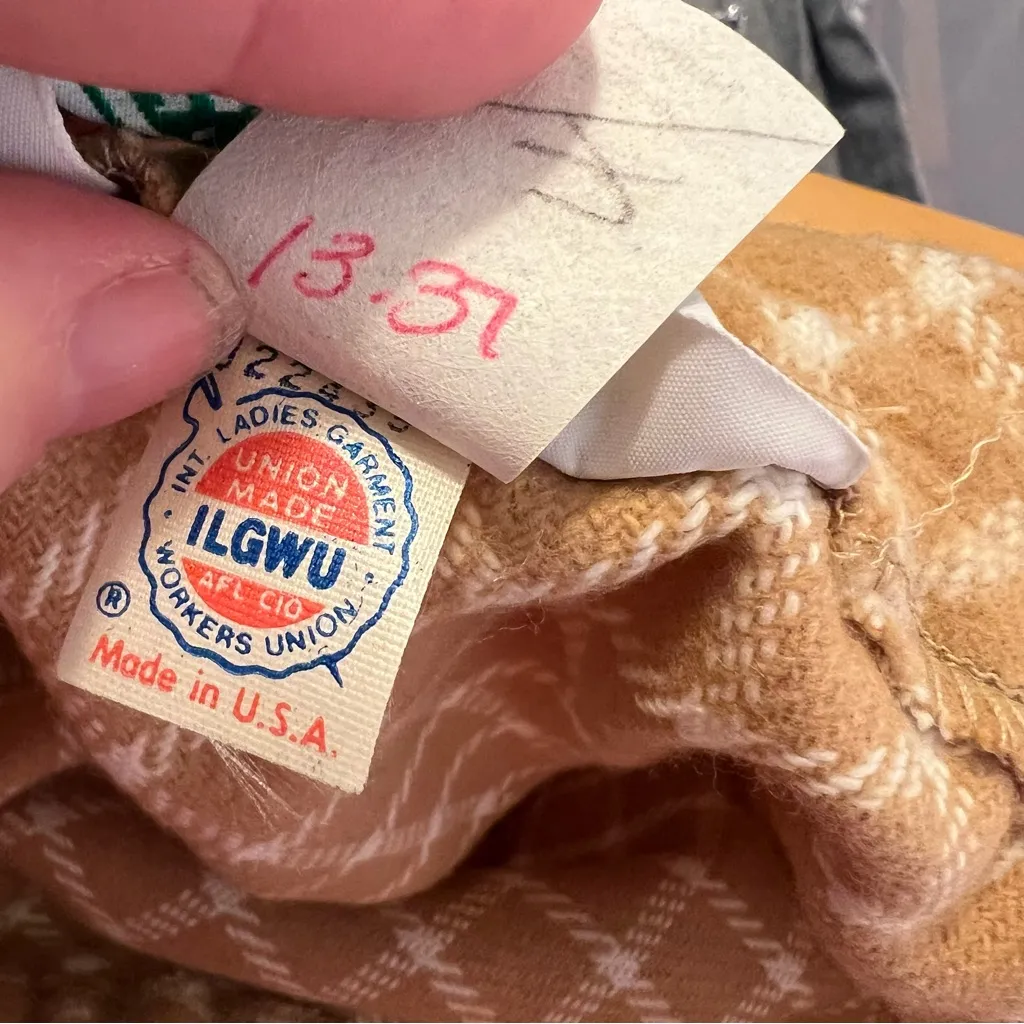 13.37
INT. LADIES GARMENT
UNION
MADE
ILGWU
AFL CIO
WORKERS UNION
®
Made in U.S.A.